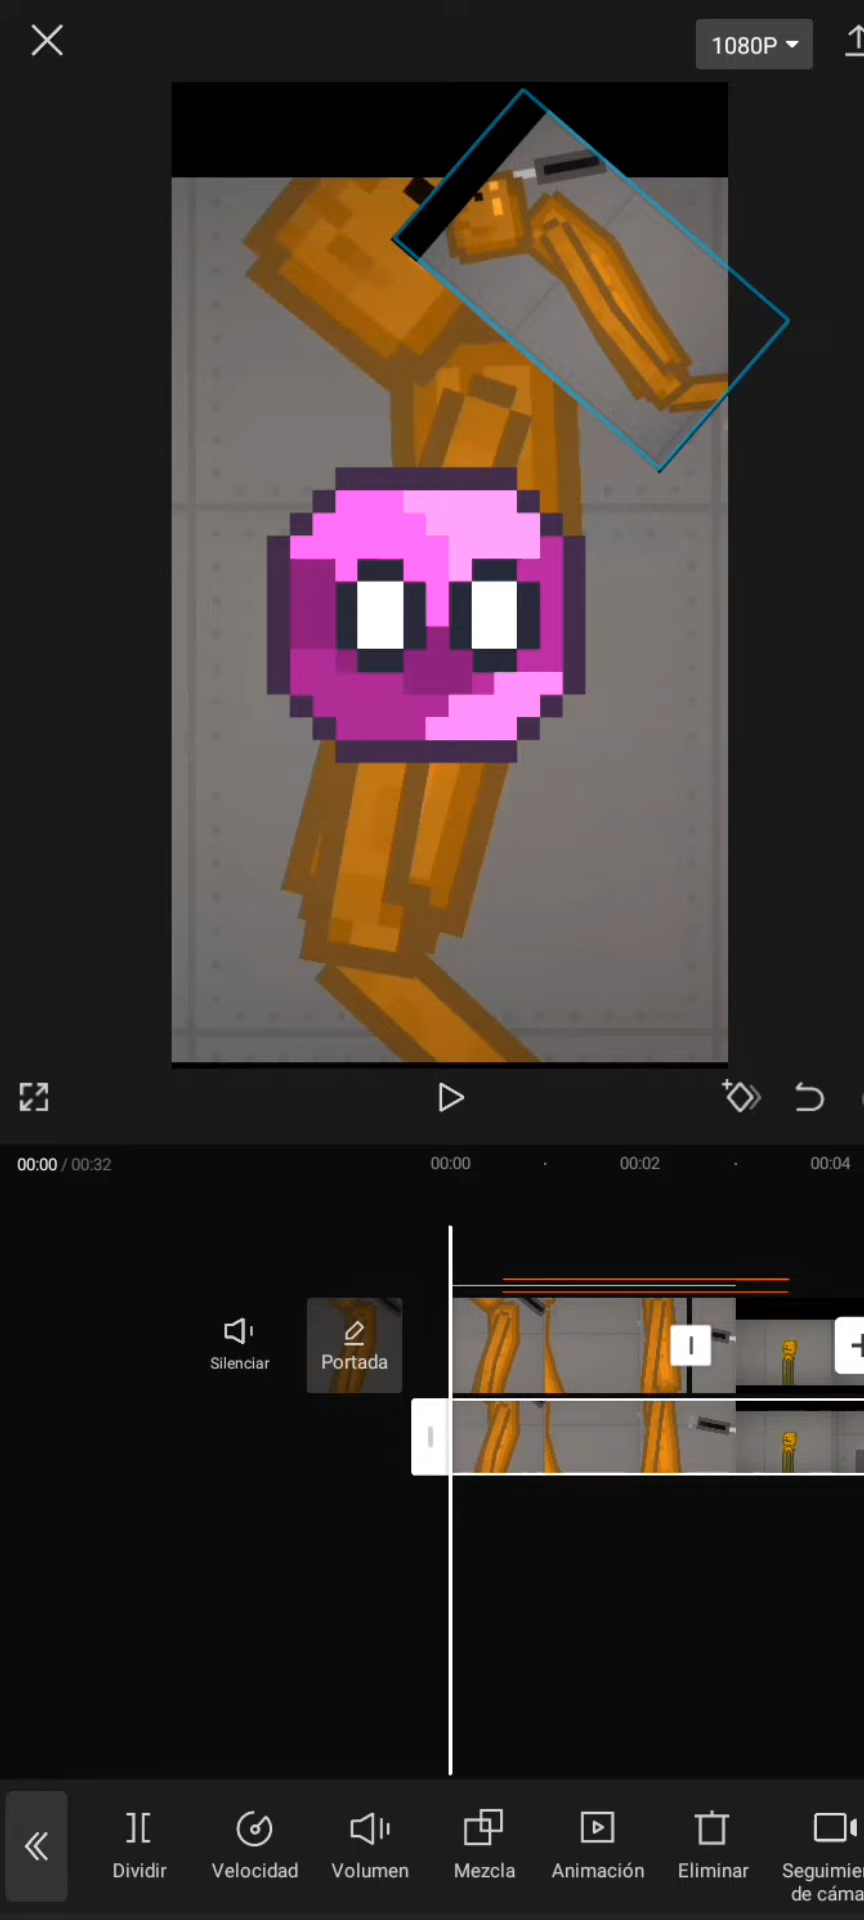 1080P
00:00 / 00:32
00:00
00:02
00:04
Silenciar
Portada
Dividir
Velocidad
Volumen
Mezcla
Animación
Eliminar
Seguimie
de cáma